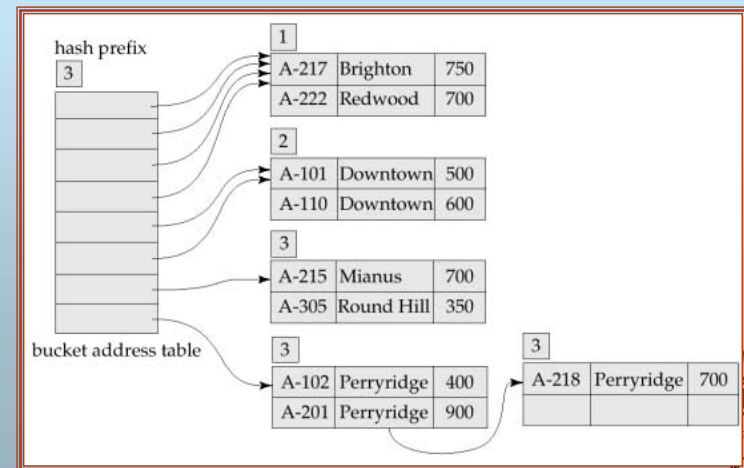 hash prefix
3
1
A-217 Brighton 750
A-222 Redwood 700
2
A-101 Downtown 500
A-110 Downtown 600
3
A-215 Mianus 700
A-305 Round Hill 350
bucket address table
3
A-102 Perryridge 400
A-201 Perryridge 900
3
A-218 Perryridge 700